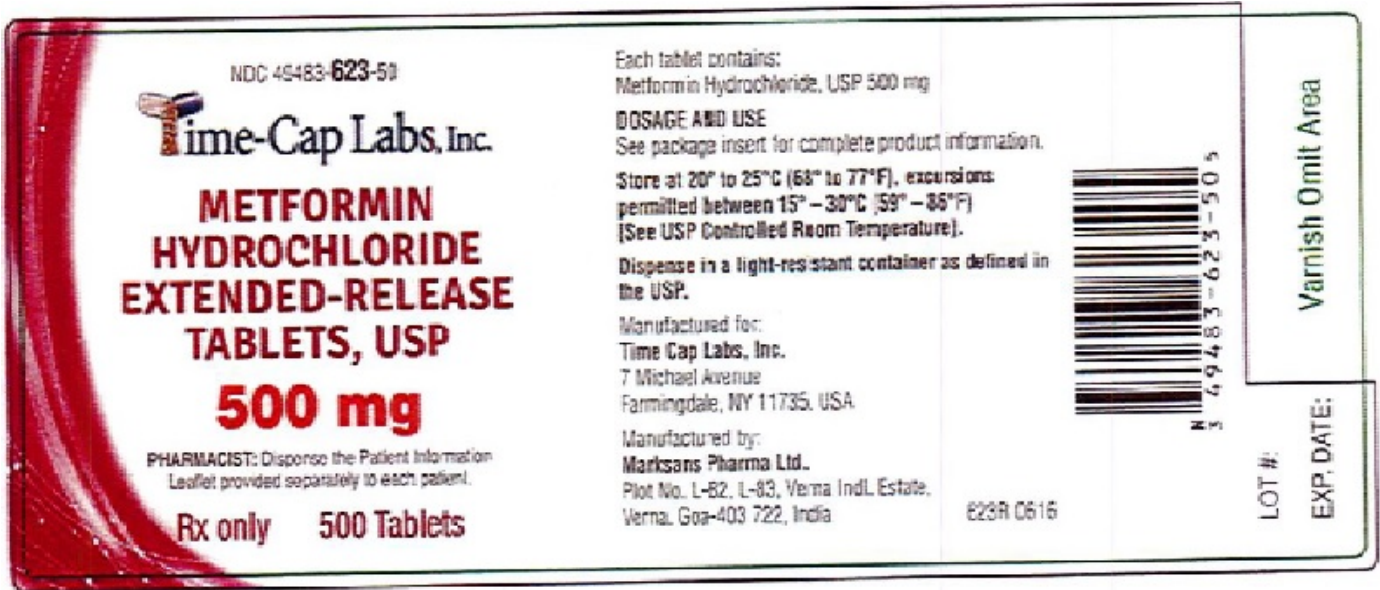 NDC 49483-623-50
Time-Cap Labs, Inc.
METFORMIN
HYDROCHLORIDE
EXTENDED-RELEASE
TABLETS, USP
500 mg
PHARMACIST: Dispense the Patient Information
Leaflet provided separately to each patient.
Rx only 500 Tablets
Each tablet contains:
Metformin Hydrochloride, USP 500 mg
DOSAGE AND USE
See package insert for complete product information.
Store at 20° to 25°C (68° to 77°F), excursions
permitted between 15° – 30°C (59° – 86°F)
[See USP Controlled Room Temperature].
Dispense in a light-resistant container as defined in
the USP.
Manufactured for:
Time Cap Labs, Inc.
7 Michael Avenue
Farmingdale, NY 11735, USA
Manufactured by:
Marksans Pharma Ltd.
Plot No. L-82, L-83, Verna Indl. Estate,
Verna, Goa-403 722, India
623R 0616
N
3 49483-623-50 5
Varnish Omit Area
LOT #:
EXP. DATE: